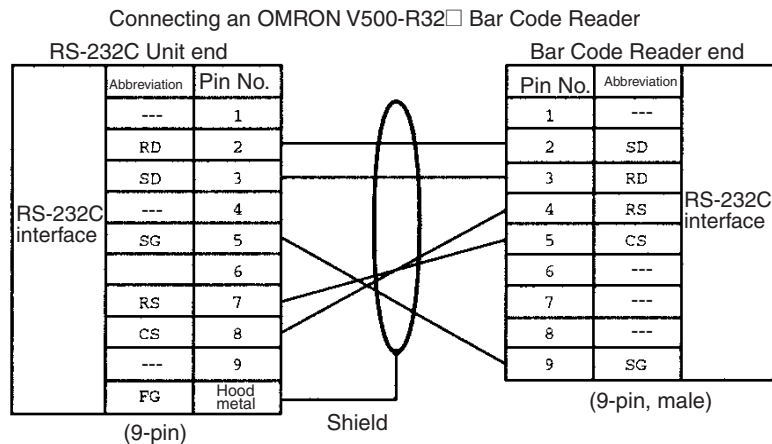 Connecting an OMRON V500-R32□ Bar Code Reader
RS-232C Unit end
Bar Code Reader end
Abbreviation Pin No.
--- 1
RD 2
SD 3
--- 4
SG 5
6
RS 7
CS 8
--- 9
FG Hood metal
RS-232C interface
(9-pin)
Shield
Pin No. Abbreviation
1 ---
2 SD
3 RD
4 RS
5 CS
6 ---
7 ---
8 ---
9 SG
RS-232C interface
(9-pin, male)